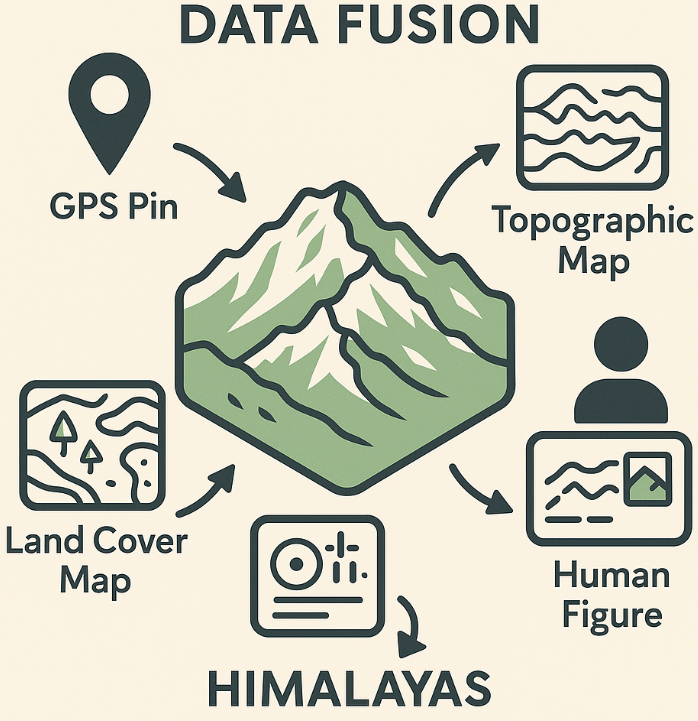 DATA FUSION
GPS Pin
Topographic
Map
Land Cover
Map
Human
Figure
HIMALAYAS